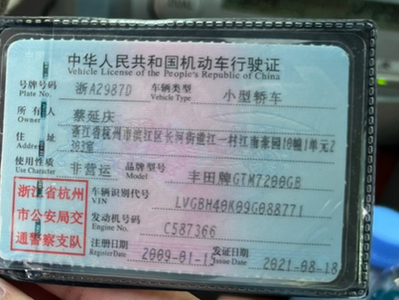 中华人民共和国机动车行驶证
Vehicle License of the People's Republic of China
号牌号码 浙A2987D 车辆类型 小型轿车
Plate No. Vehicle Type
所有人 蔡延庆
Owner
住址 浙江省杭州市滨江区长河街道江一村江南豪园10幢1单元2
Address 302室
使用性质 非营运 品牌型号 丰田牌GTM7200GB
Use Character Model
浙江省杭州 车辆识别代号 LVGBH40K09G088771
VIN
市公安局交 发动机号码 C587366
Engine No.
通警察支队 注册日期 2009-01-15 发证日期 2021-08-18
Register Date Issue Date